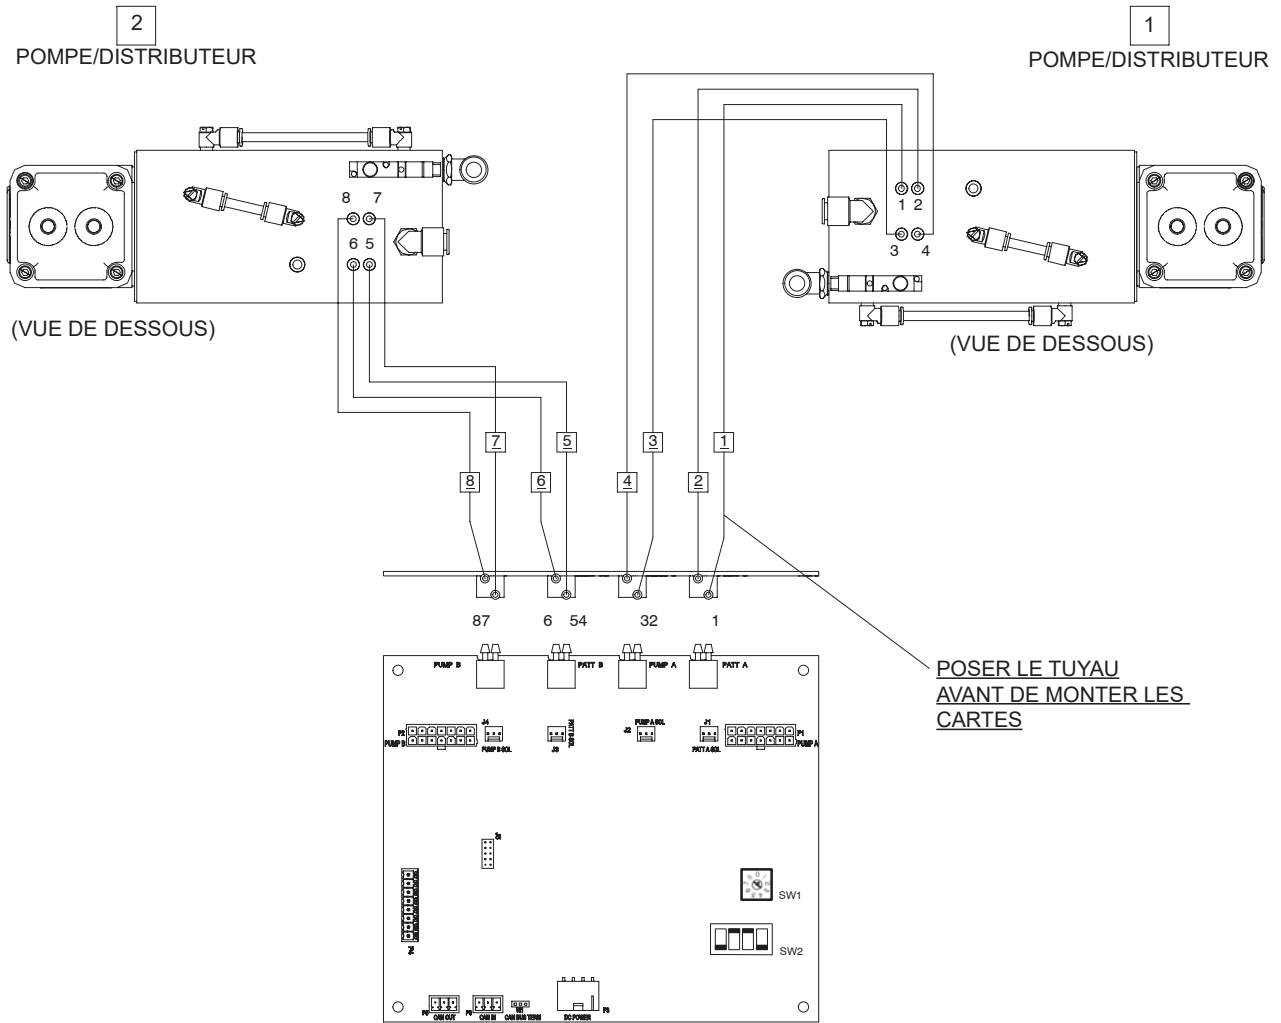 2
POMPE/DISTRIBUTEUR
1
POMPE/DISTRIBUTEUR
8 7
6 5
1 2
3 4
(VUE DE DESSOUS)
(VUE DE DESSOUS)
7
5
3
1
8
6
4
2
87
6
54
32
1
PUMP B
PATT B
PUMP A
PATT A
POSER LE TUYAU
AVANT DE MONTER LES
CARTES
P2
PUMP B
J4
PUMP B SOL
J3
PATT B SOL
PUMP A SOL
J2
J1
PATT A SOL
P1
PUMP A
SW1
SW2
CAN OUT
CAN IN
CAN BUS TERM
DC POWER